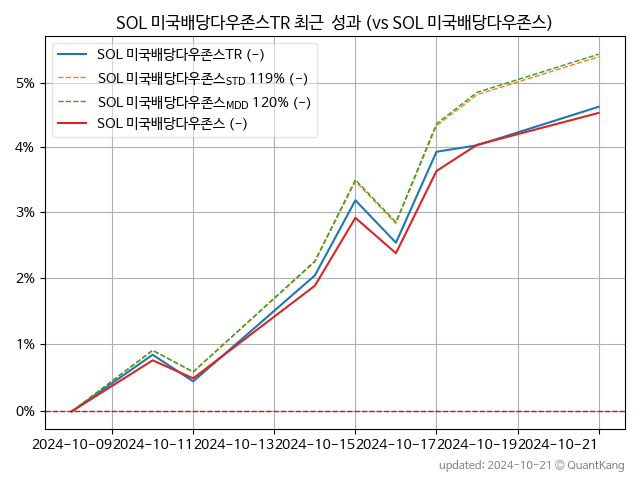 SOL 미국배당다우존스TR 최근 성과 (vs SOL 미국배당다우존스)
SOL 미국배당다우존스TR (-)
SOL 미국배당다우존스STD 119% (-)
SOL 미국배당다우존스MDD 120% (-)
SOL 미국배당다우존스 (-)
5%
4%
3%
2%
1%
0%
2024-10-09 2024-10-11 2024-10-13 2024-10-15 2024-10-17 2024-10-19 2024-10-21
updated: 2024-10-21 © QuantKang